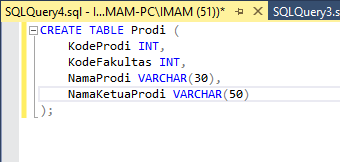 SQLQuery4.sql - I...MAM-PC\IMAM (51))*
SQLQuery3.s
CREATE TABLE Prodi (
KodeProdi INT,
KodeFakultas INT,
NamaProdi VARCHAR(30),
NamaKetuaProdi VARCHAR(50)
);